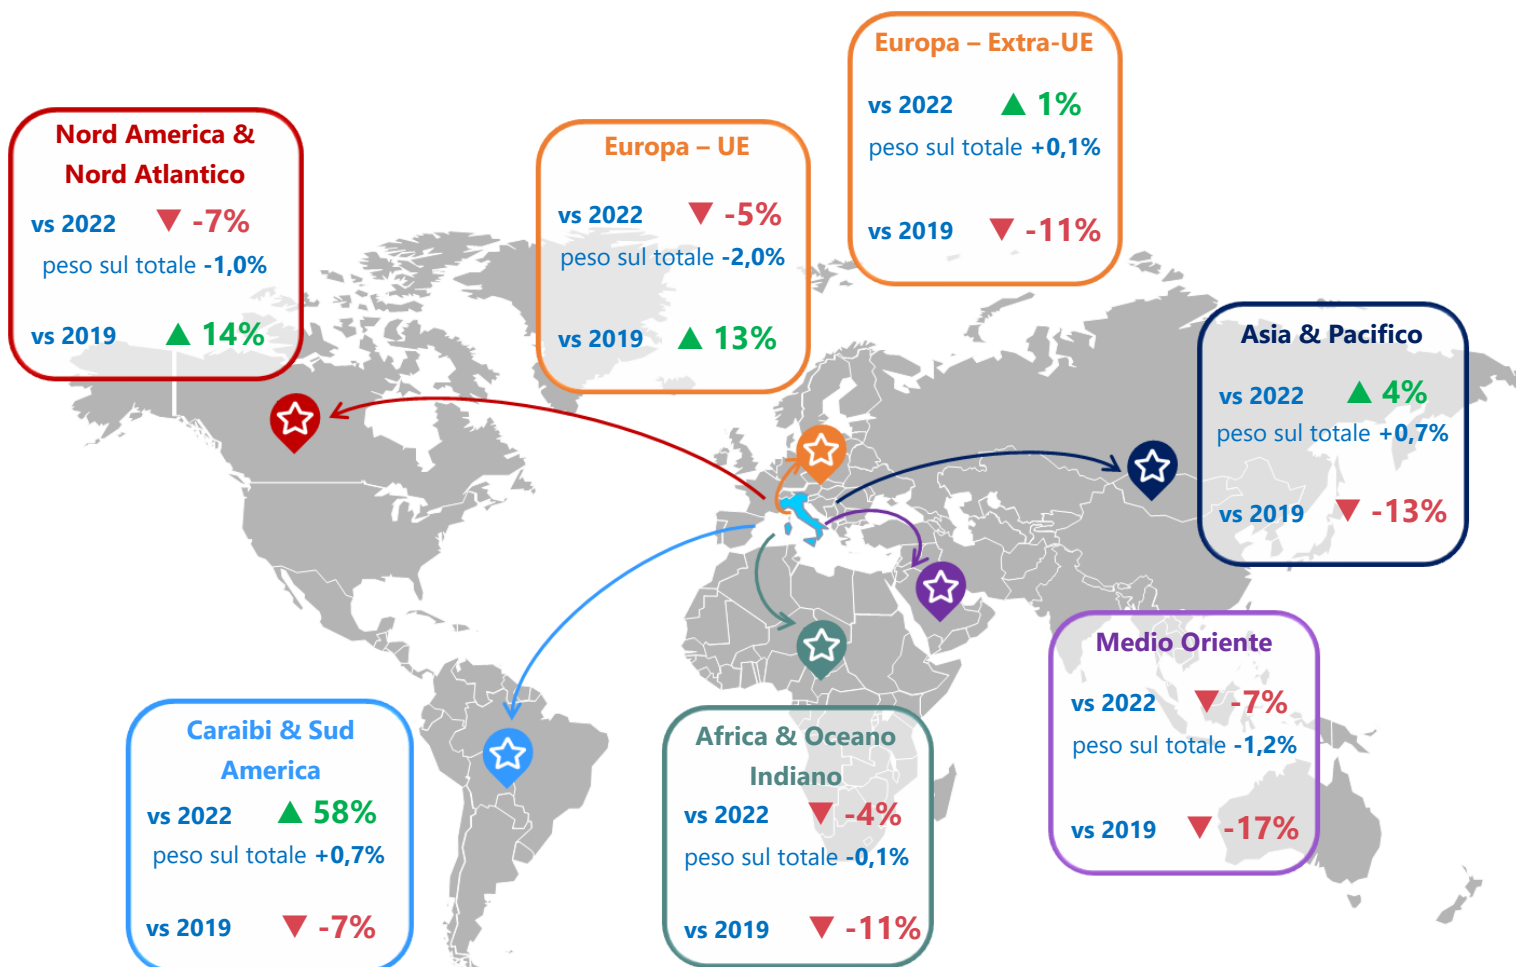 Europa – Extra-UE
vs 2022 ▲ 1%
peso sul totale +0,1%
vs 2019 ▼ -11%
Nord America &
Nord Atlantico
vs 2022 ▼ -7%
peso sul totale -1,0%
vs 2019 ▲ 14%
Europa – UE
vs 2022 ▼ -5%
peso sul totale -2,0%
vs 2019 ▲ 13%
Asia & Pacifico
vs 2022 ▲ 4%
peso sul totale +0,7%
vs 2019 ▼ -13%
Medio Oriente
vs 2022 ▼ -7%
peso sul totale -1,2%
vs 2019 ▼ -17%
Caraibi & Sud
America
vs 2022 ▲ 58%
peso sul totale +0,7%
vs 2019 ▼ -7%
Africa & Oceano
Indiano
vs 2022 ▼ -4%
peso sul totale -0,1%
vs 2019 ▼ -11%